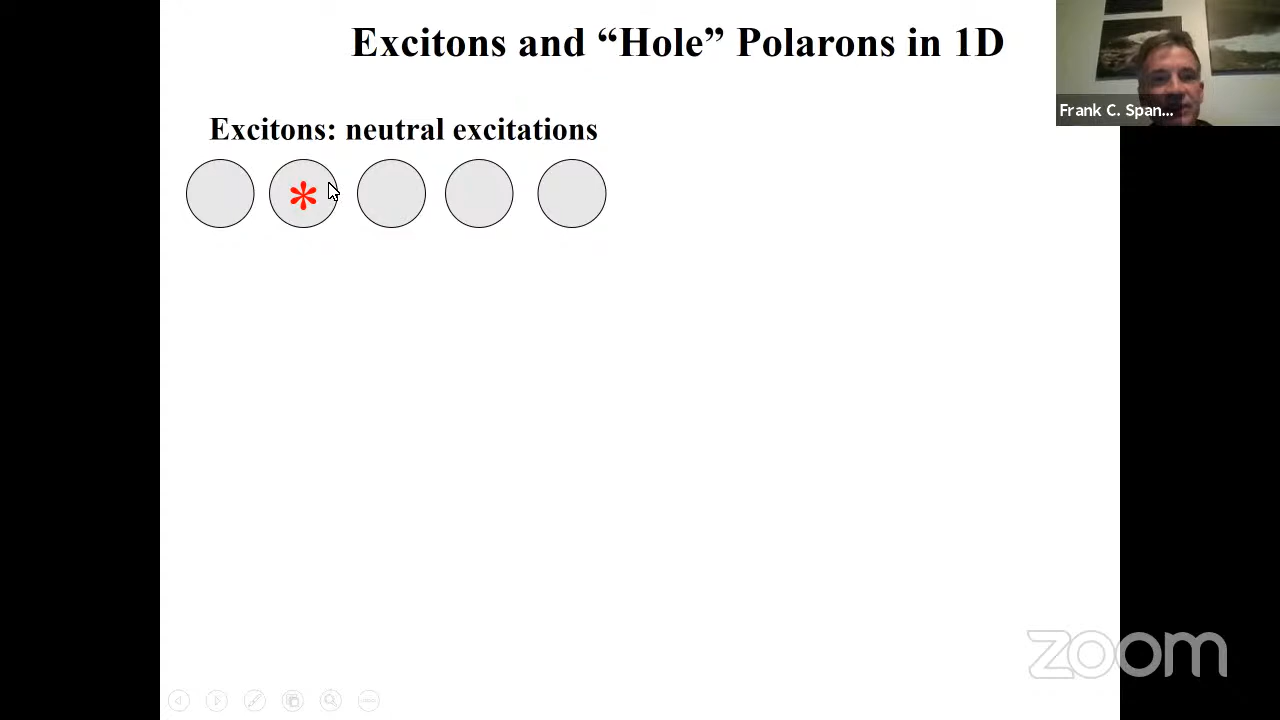 Excitons and “Hole” Polarons in 1D
Frank C. Span...
Excitons: neutral excitations
*
zoom